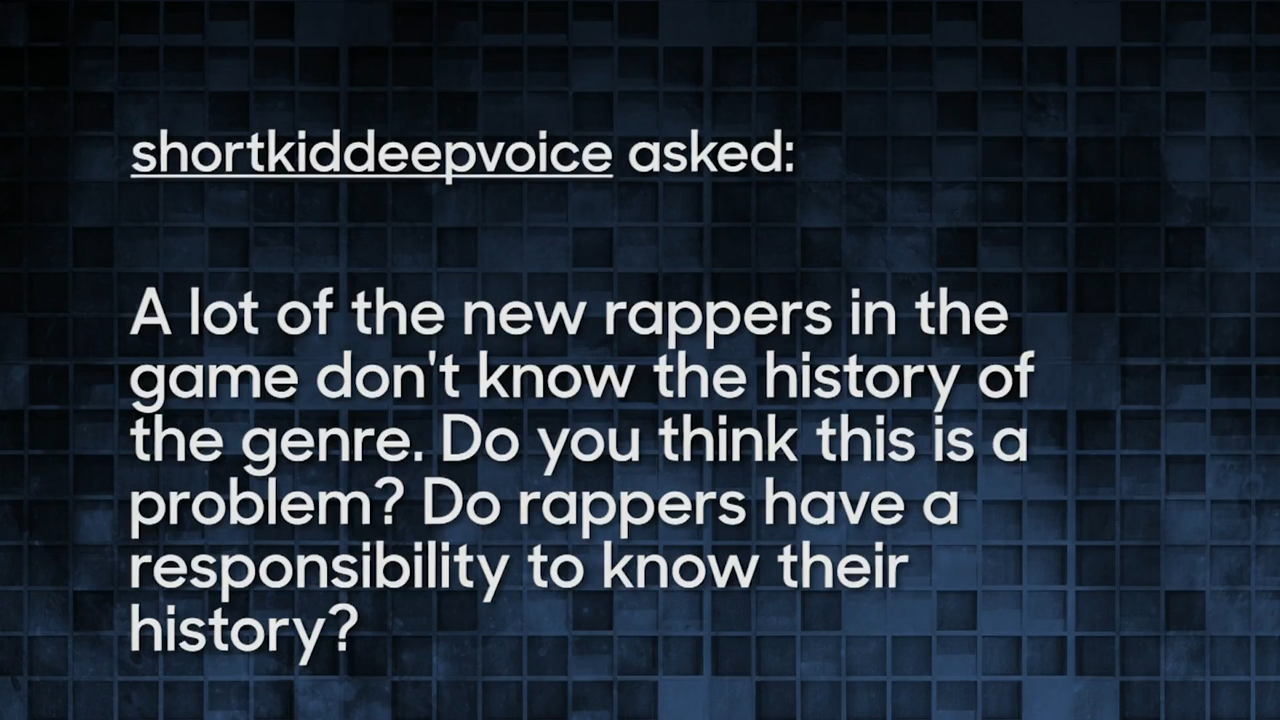 shortkiddeepvoice asked:
A lot of the new rappers in the
game don't know the history of
the genre. Do you think this is a
problem? Do rappers have a
responsibility to know their
history?